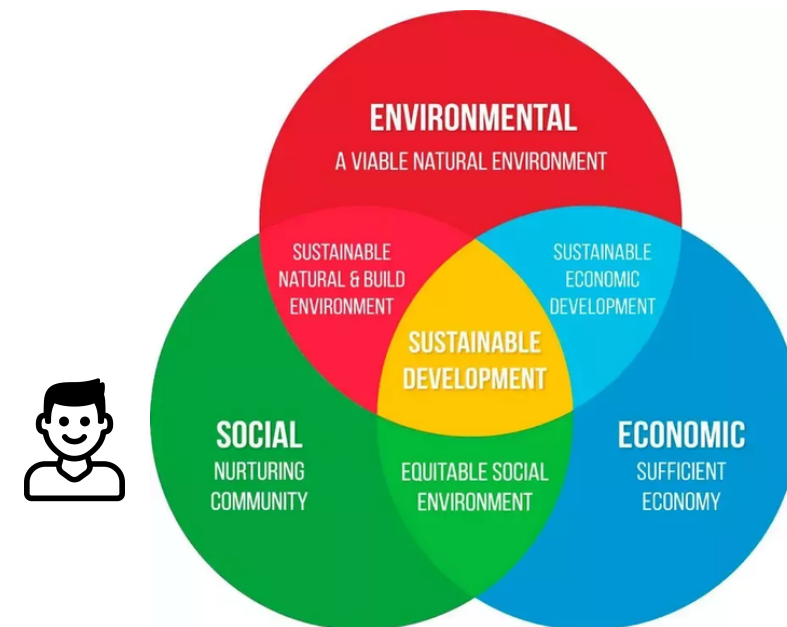 ENVIRONMENTAL
A VIABLE NATURAL ENVIRONMENT
SUSTAINABLE
NATURAL & BUILD
ENVIRONMENT
SUSTAINABLE
ECONOMIC
DEVELOPMENT
SUSTAINABLE
DEVELOPMENT
SOCIAL
NURTURING
COMMUNITY
EQUITABLE SOCIAL
ENVIRONMENT
ECONOMIC
SUFFICIENT
ECONOMY